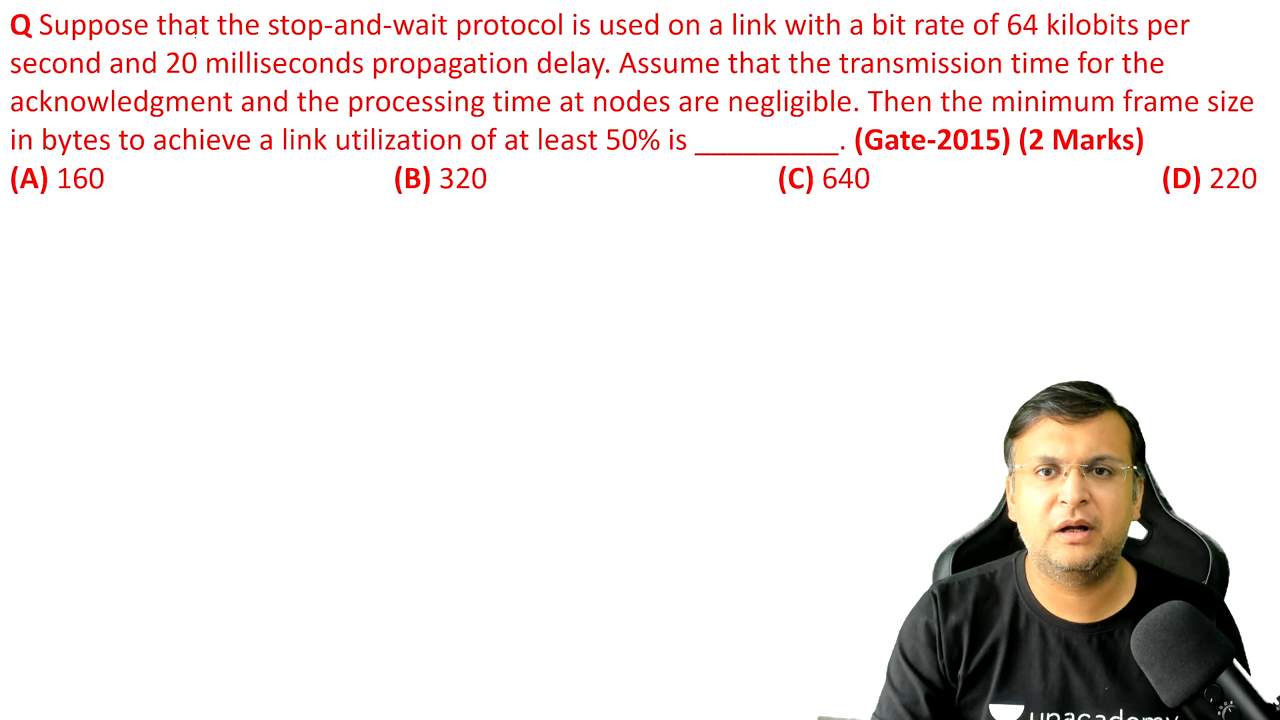 Q Suppose that the stop-and-wait protocol is used on a link with a bit rate of 64 kilobits per
second and 20 milliseconds propagation delay. Assume that the transmission time for the
acknowledgment and the processing time at nodes are negligible. Then the minimum frame size
in bytes to achieve a link utilization of at least 50% is _________. (Gate-2015) (2 Marks)
(A) 160 (B) 320 (C) 640 (D) 220
unacademy